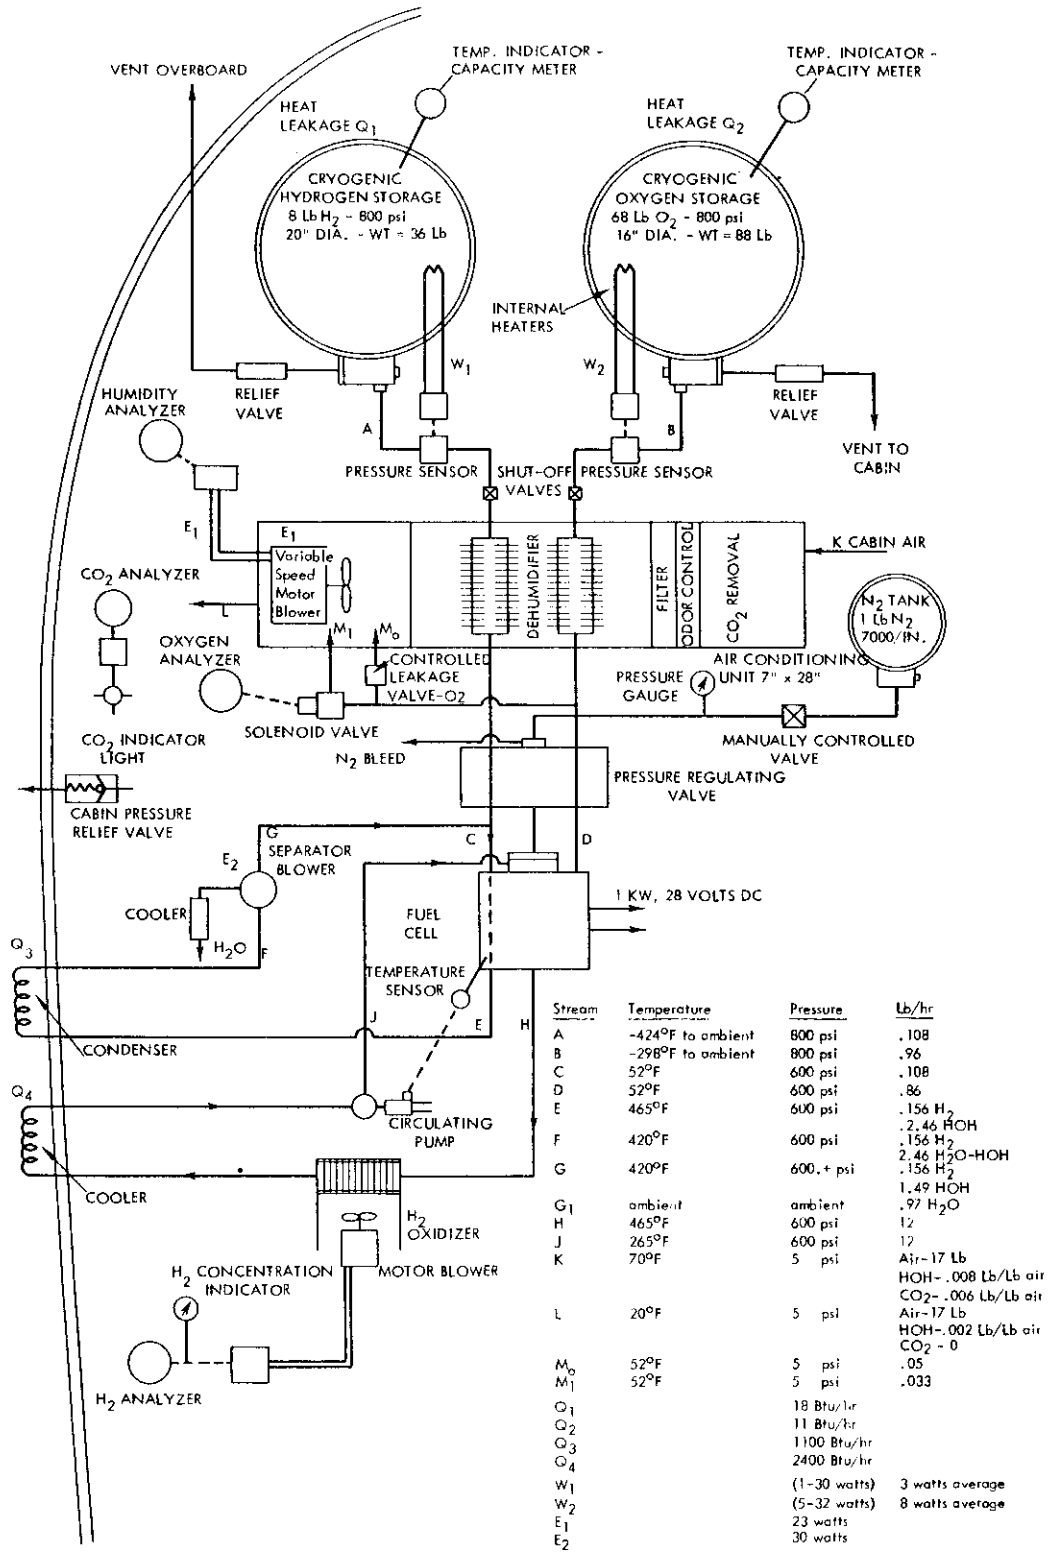 VENT OVERBOARD
TEMP. INDICATOR -
CAPACITY METER
TEMP. INDICATOR -
CAPACITY METER
HEAT
LEAKAGE Q1
HEAT
LEAKAGE Q2
CRYOGENIC
HYDROGEN STORAGE
8 Lb H2 - 800 psi
20" DIA. - WT = 36 Lb
CRYOGENIC
OXYGEN STORAGE
68 Lb O2 - 800 psi
16" DIA. - WT = 88 Lb
INTERNAL
HEATERS
W1
W2
HUMIDITY
ANALYZER
RELIEF
VALVE
RELIEF
VALVE
A
B
VENT TO
CABIN
PRESSURE SENSOR
SHUT-OFF
VALVES
PRESSURE SENSOR
E1
E1
Variable
Speed
Motor
Blower
DEHUMIDIFIER
FILTER
ODOR CONTROL
CO2 REMOVAL
K CABIN AIR
CO2 ANALYZER
L
M1
Mo
N2 TANK
1 Lb N2
7000/IN.
OXYGEN
ANALYZER
CONTROLLED
LEAKAGE
VALVE-O2
AIR CONDITIONING
UNIT 7" x 28"
PRESSURE
GAUGE
SOLENOID VALVE
CO2 INDICATOR
LIGHT
N2 BLEED
MANUALLY CONTROLLED
VALVE
PRESSURE REGULATING
VALVE
CABIN PRESSURE
RELIEF VALVE
G
SEPARATOR
BLOWER
E2
C
D
COOLER
H2O
F
FUEL
CELL
1 KW, 28 VOLTS DC
Q3
TEMPERATURE
SENSOR
J
E
H
CONDENSER
Q4
CIRCULATING
PUMP
COOLER
H2
OXIDIZER
H2 CONCENTRATION
INDICATOR
MOTOR BLOWER
H2 ANALYZER
Stream Temperature Pressure Lb/hr
A -424°F to ambient 800 psi .108
B -298°F to ambient 800 psi .96
C 52°F 600 psi .108
D 52°F 600 psi .86
E 465°F 600 psi .156 H2
.2.46 HOH
F 420°F 600 psi .156 H2
2.46 H2O-HOH
G 420°F 600.+ psi .156 H2
1.49 HOH
G1 ambient ambient .97 H2O
H 465°F 600 psi 12
J 265°F 600 psi 12
K 70°F 5 psi Air-17 Lb
HOH-.008 Lb/Lb air
CO2-.006 Lb/Lb air
L 20°F 5 psi Air-17 Lb
HOH-.002 Lb/Lb air
CO2 - 0
Mo 52°F 5 psi .05
M1 52°F 5 psi .033
Q1 18 Btu/hr
Q2 11 Btu/hr
Q3 1100 Btu/hr
Q4 2400 Btu/hr
W1 (1-30 watts) 3 watts average
W2 (5-32 watts) 8 watts average
E1 23 watts
E2 30 watts